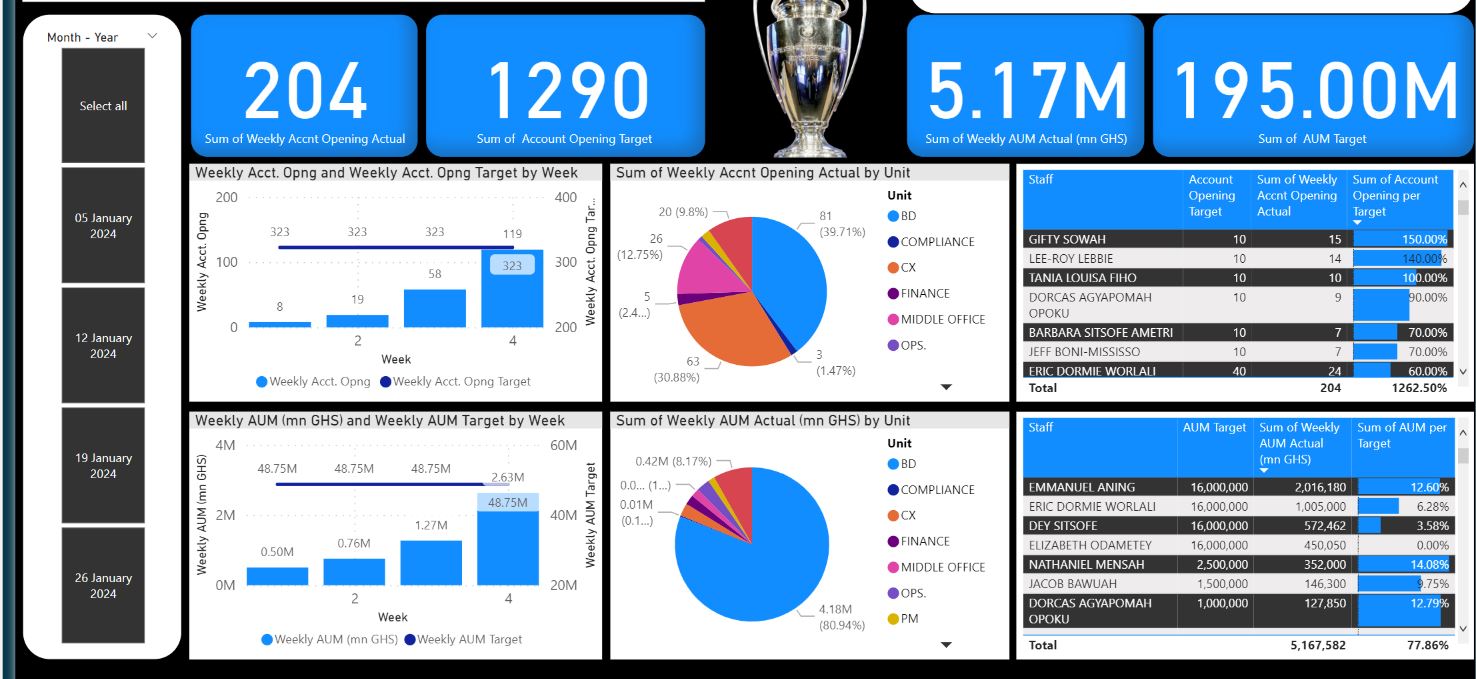 Month - Year
Select all
05 January
2024
12 January
2024
19 January
2024
26 January
2024
204
Sum of Weekly Accnt Opening Actual
1290
Sum of Account Opening Target
5.17M
Sum of Weekly AUM Actual (mn GHS)
195.00M
Sum of AUM Target
Weekly Acct. Opng and Weekly Acct. Opng Target by Week
200
400
323
323
323
119
100
300
323
58
19
8
0
200
2
4
Weekly Acct. Opng
Weekly Acct. Opng Tar...
Week
Weekly Acct. Opng
Weekly Acct. Opng Target
Sum of Weekly Accnt Opening Actual by Unit
20 (9.8%)
81
(39.71%)
26
(12.75%)
5
(2.4...)
63
(30.88%)
3
(1.47%)
Unit
BD
COMPLIANCE
CX
FINANCE
MIDDLE OFFICE
OPS.
Staff
Account
Opening
Target
Sum of Weekly
Accnt Opening
Actual
Sum of Account
Opening per
Target
GIFTY SOWAH 10 15 150.00%
LEE-ROY LEBBIE 10 14 140.00%
TANIA LOUISA FIHO 10 10 100.00%
DORCAS AGYAPOMAH 10 9 90.00%
OPOKU
BARBARA SITSOFE AMETRI 10 7 70.00%
JEFF BONI-MISSISSO 10 7 70.00%
ERIC DORMIE WORLALI 40 24 60.00%
Total 204 1262.50%
Weekly AUM (mn GHS) and Weekly AUM Target by Week
4M
60M
48.75M
48.75M
48.75M
2.63M
48.75M
2M
40M
1.27M
0.76M
0.50M
0M
20M
2
4
Weekly AUM (mn GHS)
Weekly AUM Target
Week
Weekly AUM (mn GHS)
Weekly AUM Target
Sum of Weekly AUM Actual (mn GHS) by Unit
0.42M (8.17%)
0.0... (1...)
0.01M
(0.1...)
4.18M
(80.94%)
Unit
BD
COMPLIANCE
CX
FINANCE
MIDDLE OFFICE
OPS.
PM
Staff
AUM Target
Sum of Weekly
AUM Actual
(mn GHS)
Sum of AUM per
Target
EMMANUEL ANING 16,000,000 2,016,180 12.60%
ERIC DORMIE WORLALI 16,000,000 1,005,000 6.28%
DEY SITSOFE 16,000,000 572,462 3.58%
ELIZABETH ODAMETEY 16,000,000 450,050 0.00%
NATHANIEL MENSAH 2,500,000 352,000 14.08%
JACOB BAWUAH 1,500,000 146,300 9.75%
DORCAS AGYAPOMAH 1,000,000 127,850 12.79%
OPOKU
Total 5,167,582 77.86%